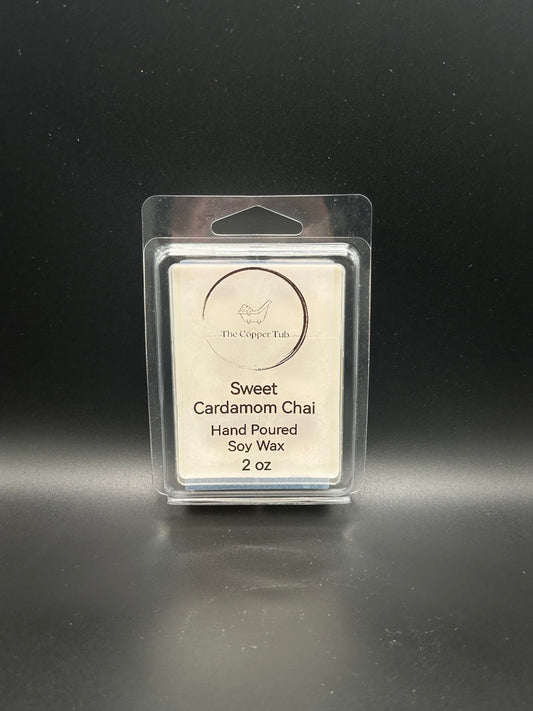 The Copper Tub
Sweet
Cardamom Chai
Hand Poured
Soy Wax
2 oz